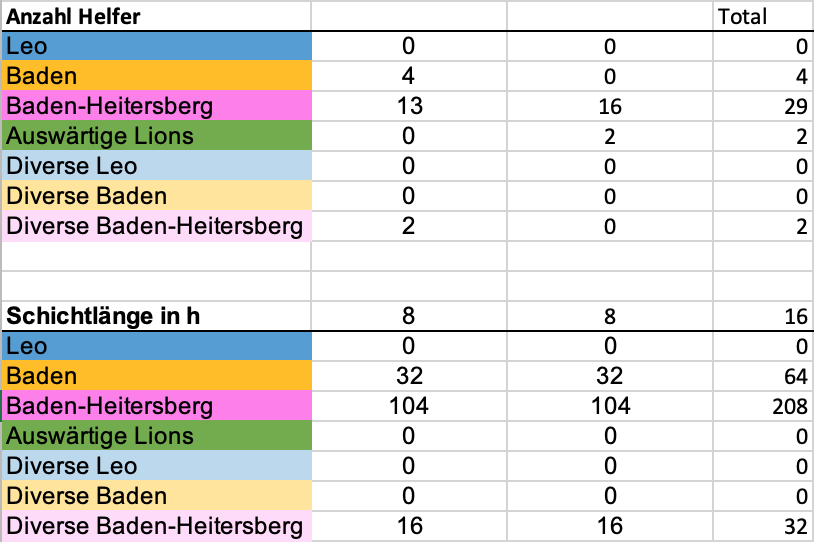 Anzahl Helfer Total
Leo 0 0 0
Baden 4 0 4
Baden-Heitersberg 13 16 29
Auswärtige Lions 0 2 2
Diverse Leo 0 0 0
Diverse Baden 0 0 0
Diverse Baden-Heitersberg 2 0 2
Schichtlänge in h 8 8 16
Leo 0 0 0
Baden 32 32 64
Baden-Heitersberg 104 104 208
Auswärtige Lions 0 0 0
Diverse Leo 0 0 0
Diverse Baden 0 0 0
Diverse Baden-Heitersberg 16 16 32